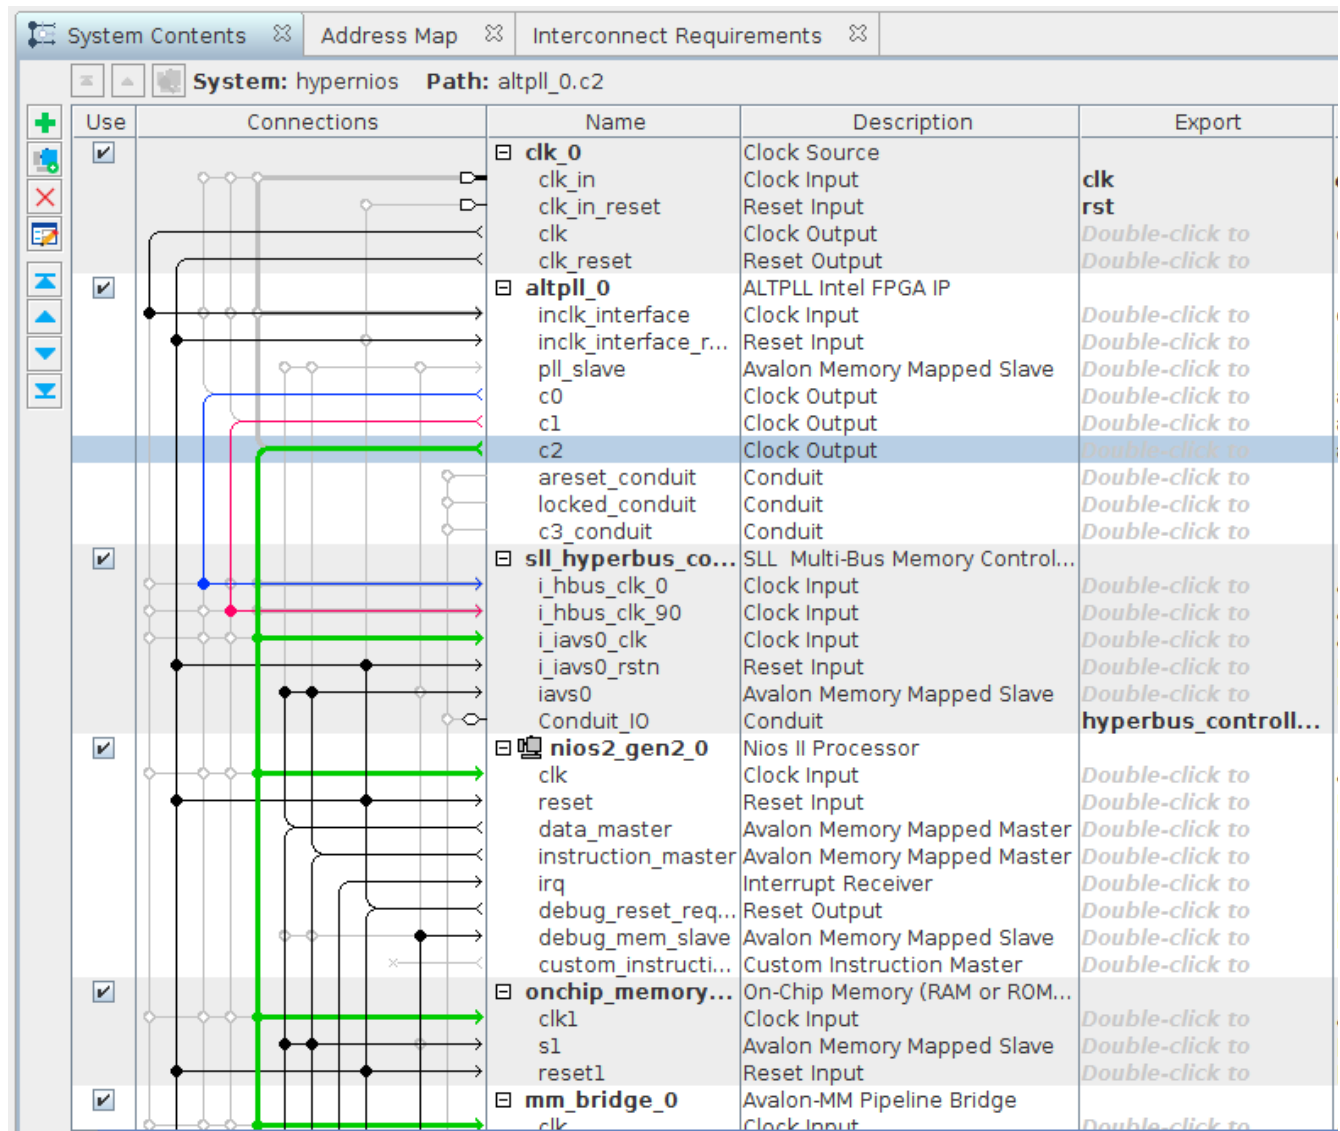 System Contents Address Map Interconnect Requirements
System: hypernios Path: altpll_0.c2
Use Connections Name Description Export
clk_0 Clock Source
clk_in Clock Input clk
clk_in_reset Reset Input rst
clk Clock Output Double-click to
clk_reset Reset Output Double-click to
altpll_0 ALTPLL Intel FPGA IP
inclk_interface Clock Input Double-click to
inclk_interface_r... Reset Input Double-click to
pll_slave Avalon Memory Mapped Slave Double-click to
c0 Clock Output Double-click to
c1 Clock Output Double-click to
c2 Clock Output Double-click to
areset_conduit Conduit Double-click to
locked_conduit Conduit Double-click to
c3_conduit Conduit Double-click to
sll_hyperbus_co... SLL Multi-Bus Memory Control...
i_hbus_clk_0 Clock Input Double-click to
i_hbus_clk_90 Clock Input Double-click to
i_iavs0_clk Clock Input Double-click to
i_iavs0_rstn Reset Input Double-click to
iavs0 Avalon Memory Mapped Slave Double-click to
Conduit_IO Conduit hyperbus_controll...
nios2_gen2_0 Nios II Processor
clk Clock Input Double-click to
reset Reset Input Double-click to
data_master Avalon Memory Mapped Master Double-click to
instruction_master Avalon Memory Mapped Master Double-click to
irq Interrupt Receiver Double-click to
debug_reset_req... Reset Output Double-click to
debug_mem_slave Avalon Memory Mapped Slave Double-click to
custom_instructi... Custom Instruction Master Double-click to
onchip_memory... On-Chip Memory (RAM or ROM...
clk1 Clock Input Double-click to
s1 Avalon Memory Mapped Slave Double-click to
reset1 Reset Input Double-click to
mm_bridge_0 Avalon-MM Pipeline Bridge
clk Clock Input Double-click to